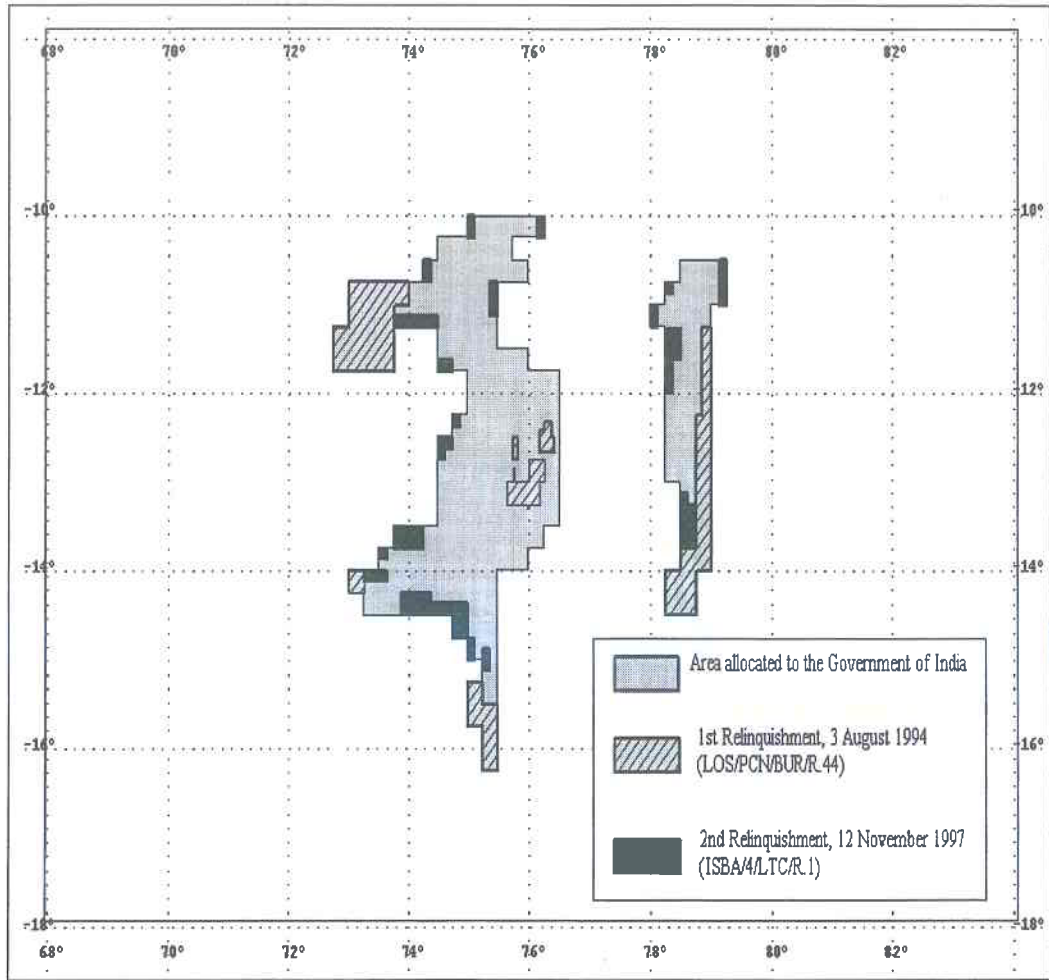 68° 70° 72° 74° 76° 78° 80° 82°
-10° -10°
-12° -12°
-14° -14°
Area allocated to the Government of India
1st Relinquishment, 3 August 1994
(LOS/PCN/BUR/R.44)
-16° -16°
2nd Relinquishment, 12 November 1997
(ISBA/4/LTC/R.1)
-18° -18°
68° 70° 72° 74° 76° 78° 80° 82°